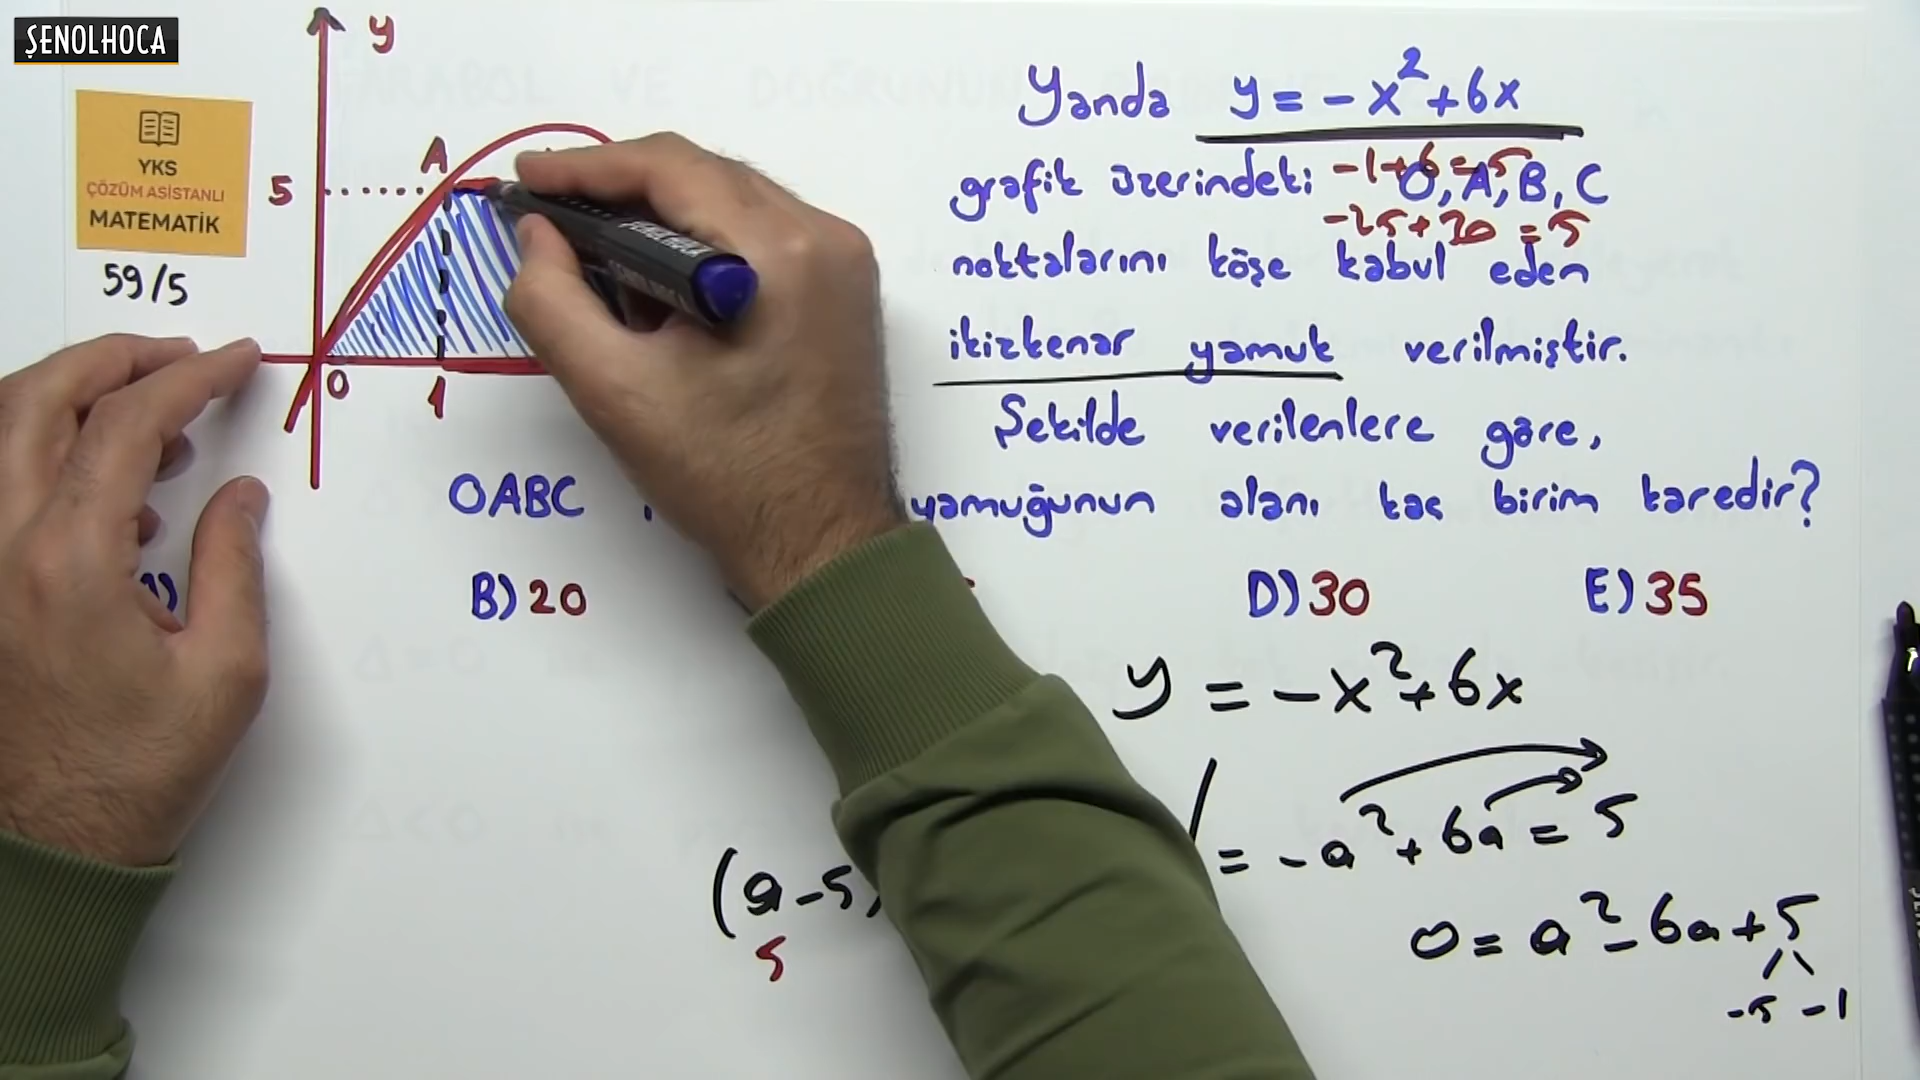 ŞENOLHOCA
YKS
ÇÖZÜM ASİSTANLI
MATEMATİK
59/5
y
A
5
0
1
Yanda y = -x²+6x
-1+6=5
grafik üzerindeki O, A, B, C
-25+30=5
noktalarını köşe kabul eden
ikizkenar yamuk verilmiştir.
Şekilde verilenlere göre,
OABC yamuğunun alanı kaç birim karedir?
B) 20
D) 30
E) 35
y = -x²+6x
= -a²+6a = 5
(a-5)
5
0 = a²-6a+5
-5 -1